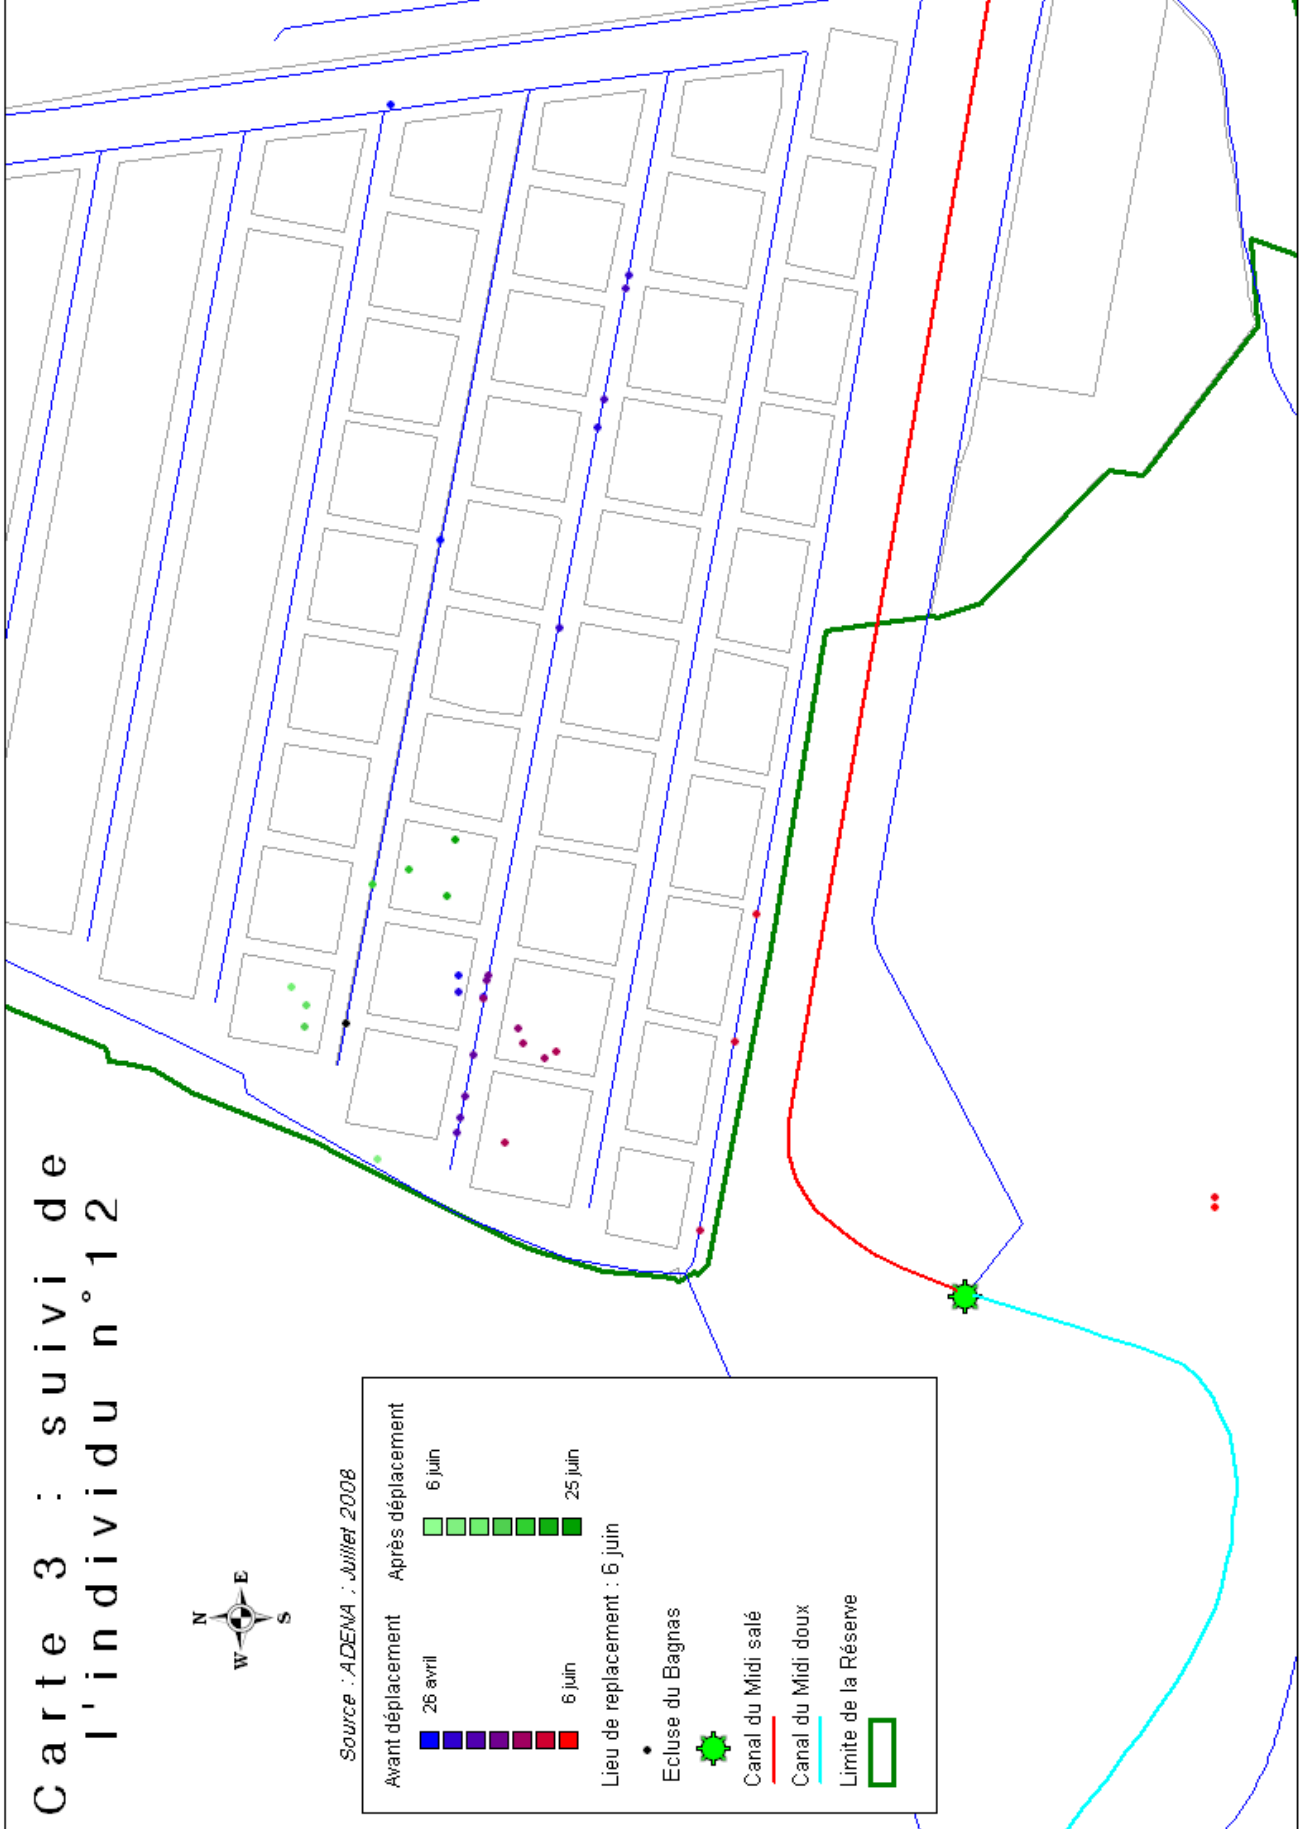 Carte 3 : suivi de
l'individu n°12
N
W E
S
Source : ADENA ; Juillet 2008
Avant déplacement
26 avril
6 juin
Après déplacement
6 juin
25 juin
Lieu de replacement : 6 juin
Ecluse du Bagnas
Canal du Midi salé
Canal du Midi doux
Limite de la Réserve